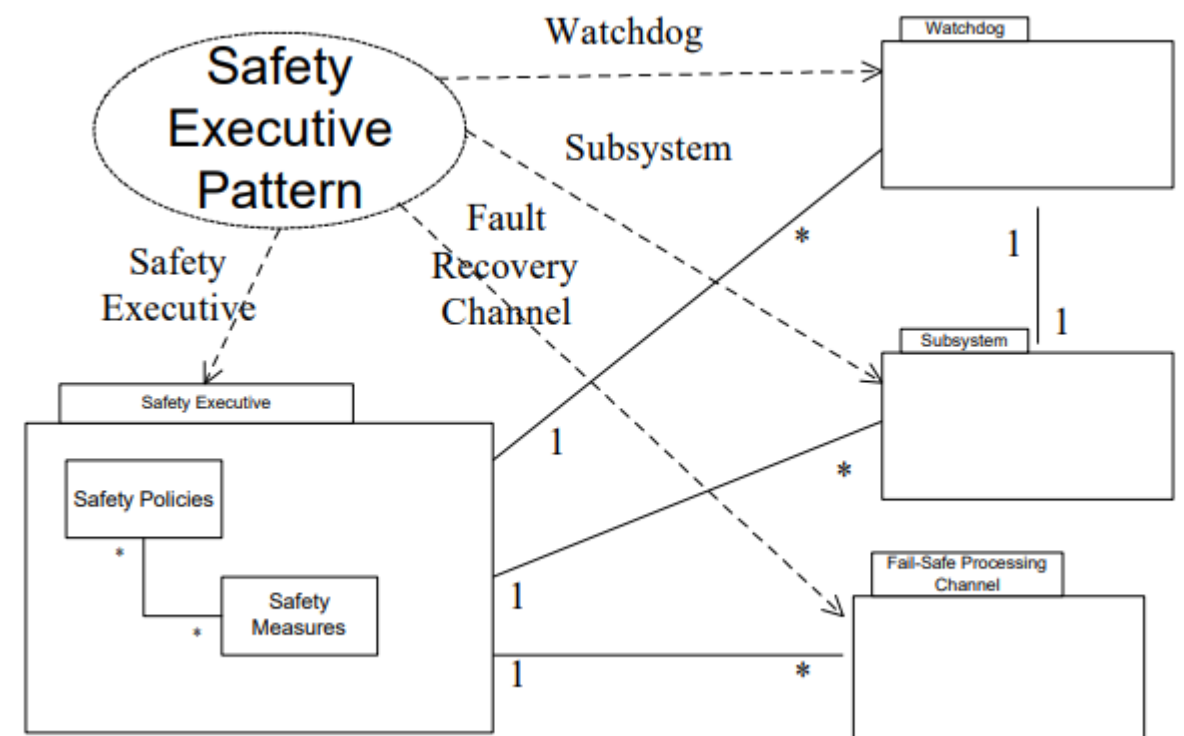 Watchdog
Watchdog
Safety
Executive
Pattern
Subsystem
Fault
Recovery
Channel
*
1
1
Safety
Executive
Subsystem
Safety Executive
1
*
Safety Policies
*
Fail-Safe Processing
Channel
1
Safety
Measures
*
1
*